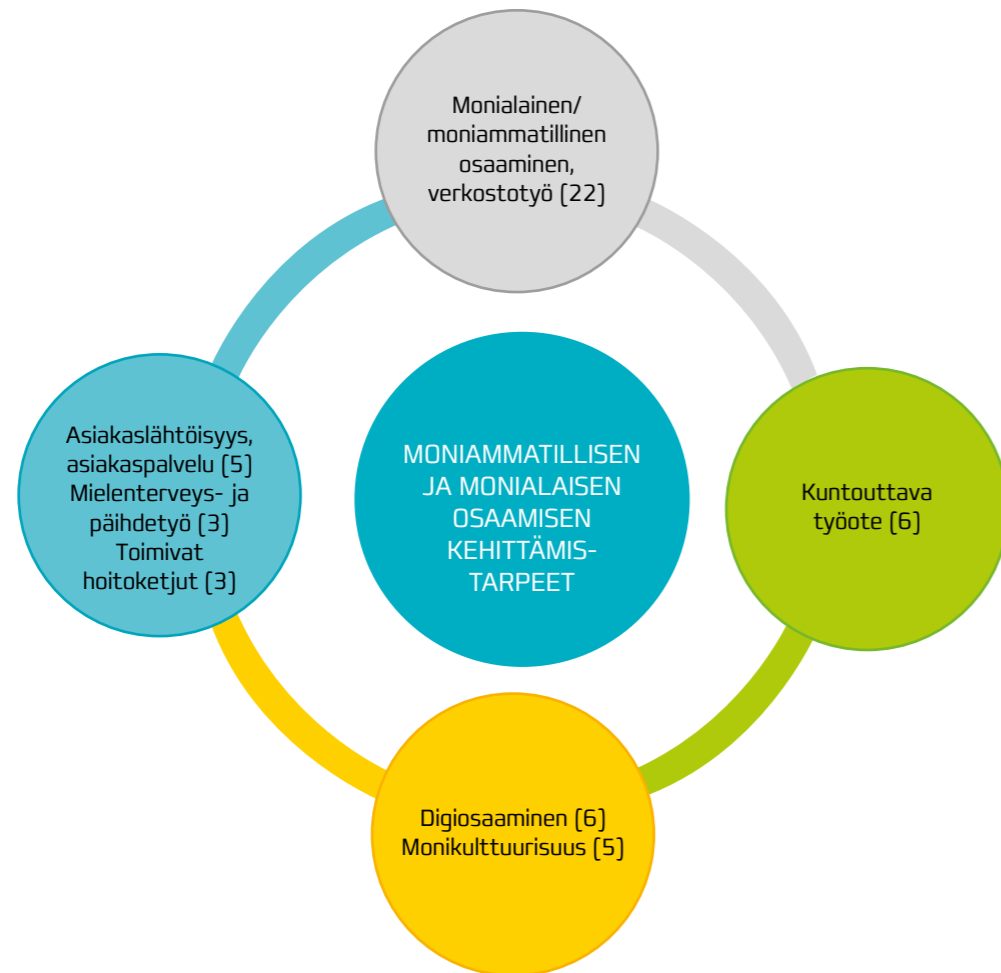 Monialainen/
moniammatillinen
osaaminen,
verkostotyö (22)
Asiakaslähtöisyys,
asiakaspalvelu (5)
Mielenterveys- ja
päihdetyö (3)
Toimivat
hoitoketjut (3)
MONIAMMATILLISEN
JA MONIALAISEN
OSAAMISEN
KEHITTÄMIS-
TARPEET
Kuntouttava
työote (6)
Digiosaaminen (6)
Monikulttuurisuus (5)